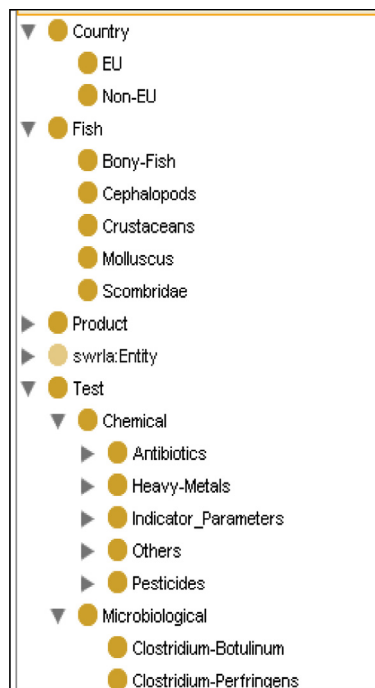 Country
EU
Non-EU
Fish
Bony-Fish
Cephalopods
Crustaceans
Molluscus
Scombridae
Product
swrla:Entity
Test
Chemical
Antibiotics
Heavy-Metals
Indicator_Parameters
Others
Pesticides
Microbiological
Clostridium-Botulinum
Clostridium-Perfringens